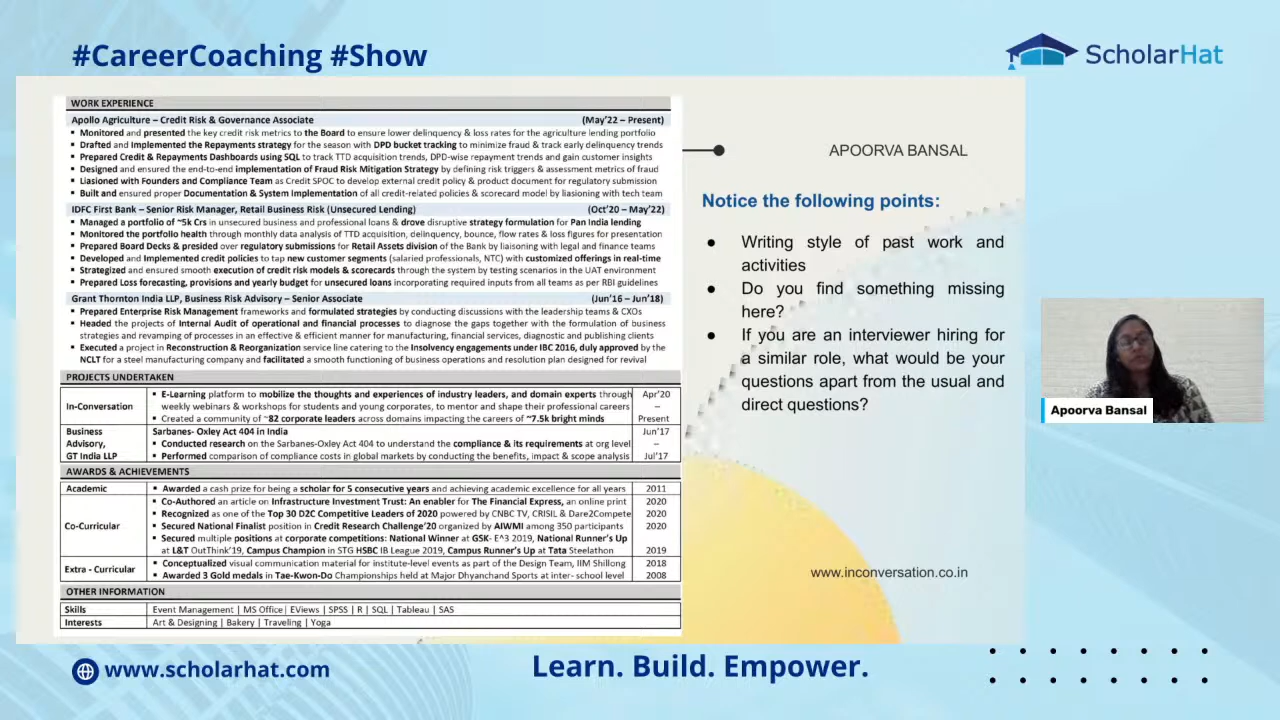 #CareerCoaching #Show
ScholarHat
WORK EXPERIENCE
Apollo Agriculture – Credit Risk & Governance Associate (May'22 – Present)
▪ Monitored and presented the key credit risk metrics to the Board to ensure lower delinquency & loss rates for the agriculture lending portfolio
▪ Drafted and Implemented the Repayments strategy for the season with DPD bucket tracking to minimize fraud & track early delinquency trends
▪ Prepared Credit & Repayments Dashboards using SQL to track TTD acquisition trends, DPD-wise repayment trends and gain customer insights
▪ Designed and ensured the end-to-end implementation of Fraud Risk Mitigation Strategy by defining risk triggers & assessment metrics of fraud
▪ Liasioned with Founders and Compliance Team as Credit SPOC to develop external credit policy & product document for regulatory submission
▪ Built and ensured proper Documentation & System Implementation of all credit-related policies & scorecard model by liasioning with tech team
IDFC First Bank – Senior Risk Manager, Retail Business Risk (Unsecured Lending) (Oct'20 – May'22)
▪ Managed a portfolio of ~5k Crs in unsecured business and professional loans & drove disruptive strategy formulation for Pan India lending
▪ Monitored the portfolio health through monthly data analysis of TTD acquisition, delinquency, bounce, flow rates & loss figures for presentation
▪ Prepared Board Decks & presided over regulatory submissions for Retail Assets division of the Bank by liasioning with legal and finance teams
▪ Developed and Implemented credit policies to tap new customer segments (salaried professionals, NTC) with customized offerings in real-time
▪ Strategized and ensured smooth execution of credit risk models & scorecards through the system by testing scenarios in the UAT environment
▪ Prepared Loss forecasting, provisions and yearly budget for unsecured loans incorporating required inputs from all teams as per RBI guidelines
Grant Thornton India LLP, Business Risk Advisory – Senior Associate (Jun'16 – Jun'18)
▪ Prepared Enterprise Risk Management frameworks and formulated strategies by conducting discussions with the leadership teams & CXOs
▪ Headed the projects of Internal Audit of operational and financial processes to diagnose the gaps together with the formulation of business
strategies and revamping of processes in an effective & efficient manner for manufacturing, financial services, diagnostic and publishing clients
▪ Executed a project in Reconstruction & Reorganization service line catering to the Insolvency engagements under IBC 2016, duly approved by the
NCLT for a steel manufacturing company and facilitated a smooth functioning of business operations and resolution plan designed for revival
PROJECTS UNDERTAKEN
In-Conversation
▪ E-Learning platform to mobilize the thoughts and experiences of industry leaders, and domain experts through
weekly webinars & workshops for students and young corporates, to mentor and shape their professional careers
▪ Created a community of ~82 corporate leaders across domains impacting the careers of ~7.5k bright minds
Apr'20
–
Present
Business
Advisory,
GT India LLP
Sarbanes- Oxley Act 404 in India
▪ Conducted research on the Sarbanes-Oxley Act 404 to understand the compliance & its requirements at org level
▪ Performed comparison of compliance costs in global markets by conducting the benefits, impact & scope analysis
Jun'17
–
Jul'17
AWARDS & ACHIEVEMENTS
Academic ▪ Awarded a cash prize for being a scholar for 5 consecutive years and achieving academic excellence for all years 2011
Co-Curricular
▪ Co-Authored an article on Infrastructure Investment Trust: An enabler for The Financial Express, an online print 2020
▪ Recognized as one of the Top 30 D2C Competitive Leaders of 2020 powered by CNBC TV, CRISIL & Dare2Compete 2020
▪ Secured National Finalist position in Credit Research Challenge'20 organized by AIWMI among 350 participants 2020
▪ Secured multiple positions at corporate competitions: National Winner at GSK- E^3 2019, National Runner's Up
at L&T OutThink'19, Campus Champion in STG HSBC IB League 2019, Campus Runner's Up at Tata Steelathon 2019
Extra - Curricular
▪ Conceptualized visual communication material for institute-level events as part of the Design Team, IIM Shillong 2018
▪ Awarded 3 Gold medals in Tae-Kwon-Do Championships held at Major Dhyanchand Sports at inter- school level 2008
OTHER INFORMATION
Skills Event Management | MS Office| EViews | SPSS | R | SQL | Tableau | SAS
Interests Art & Designing | Bakery | Traveling | Yoga
APOORVA BANSAL
Notice the following points:
● Writing style of past work and
activities
● Do you find something missing
here?
● If you are an interviewer hiring for
a similar role, what would be your
questions apart from the usual and
direct questions?
www.inconversation.co.in
Apoorva Bansal
www.scholarhat.com
Learn. Build. Empower.